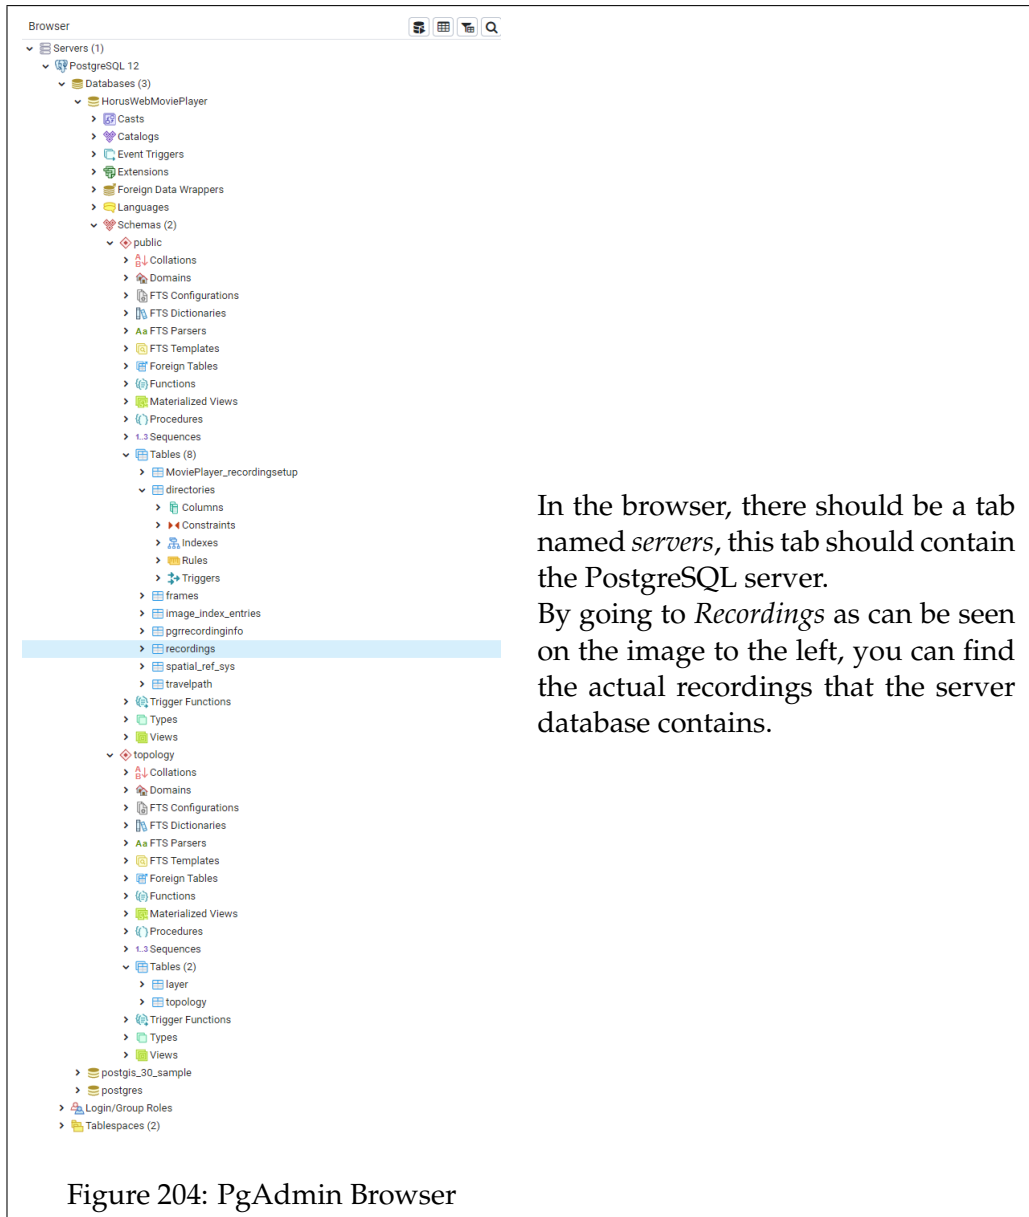 Browser
Servers (1)
PostgreSQL 12
Databases (3)
HorusWebMoviePlayer
Casts
Catalogs
Event Triggers
Extensions
Foreign Data Wrappers
Languages
Schemas (2)
public
Collations
Domains
FTS Configurations
FTS Dictionaries
Aa FTS Parsers
FTS Templates
Foreign Tables
Functions
Materialized Views
Procedures
1..3 Sequences
Tables (8)
MoviePlayer_recordingsetup
directories
Columns
Constraints
Indexes
Rules
Triggers
frames
image_index_entries
pgrrecordinginfo
recordings
spatial_ref_sys
travelpath
Trigger Functions
Types
Views
topology
Collations
Domains
FTS Configurations
FTS Dictionaries
Aa FTS Parsers
FTS Templates
Foreign Tables
Functions
Materialized Views
Procedures
1..3 Sequences
Tables (2)
layer
topology
Trigger Functions
Types
Views
postgis_30_sample
postgres
Login/Group Roles
Tablespaces (2)
In the browser, there should be a tab
named servers, this tab should contain
the PostgreSQL server.
By going to Recordings as can be seen
on the image to the left, you can find
the actual recordings that the server
database contains.
Figure 204: PgAdmin Browser